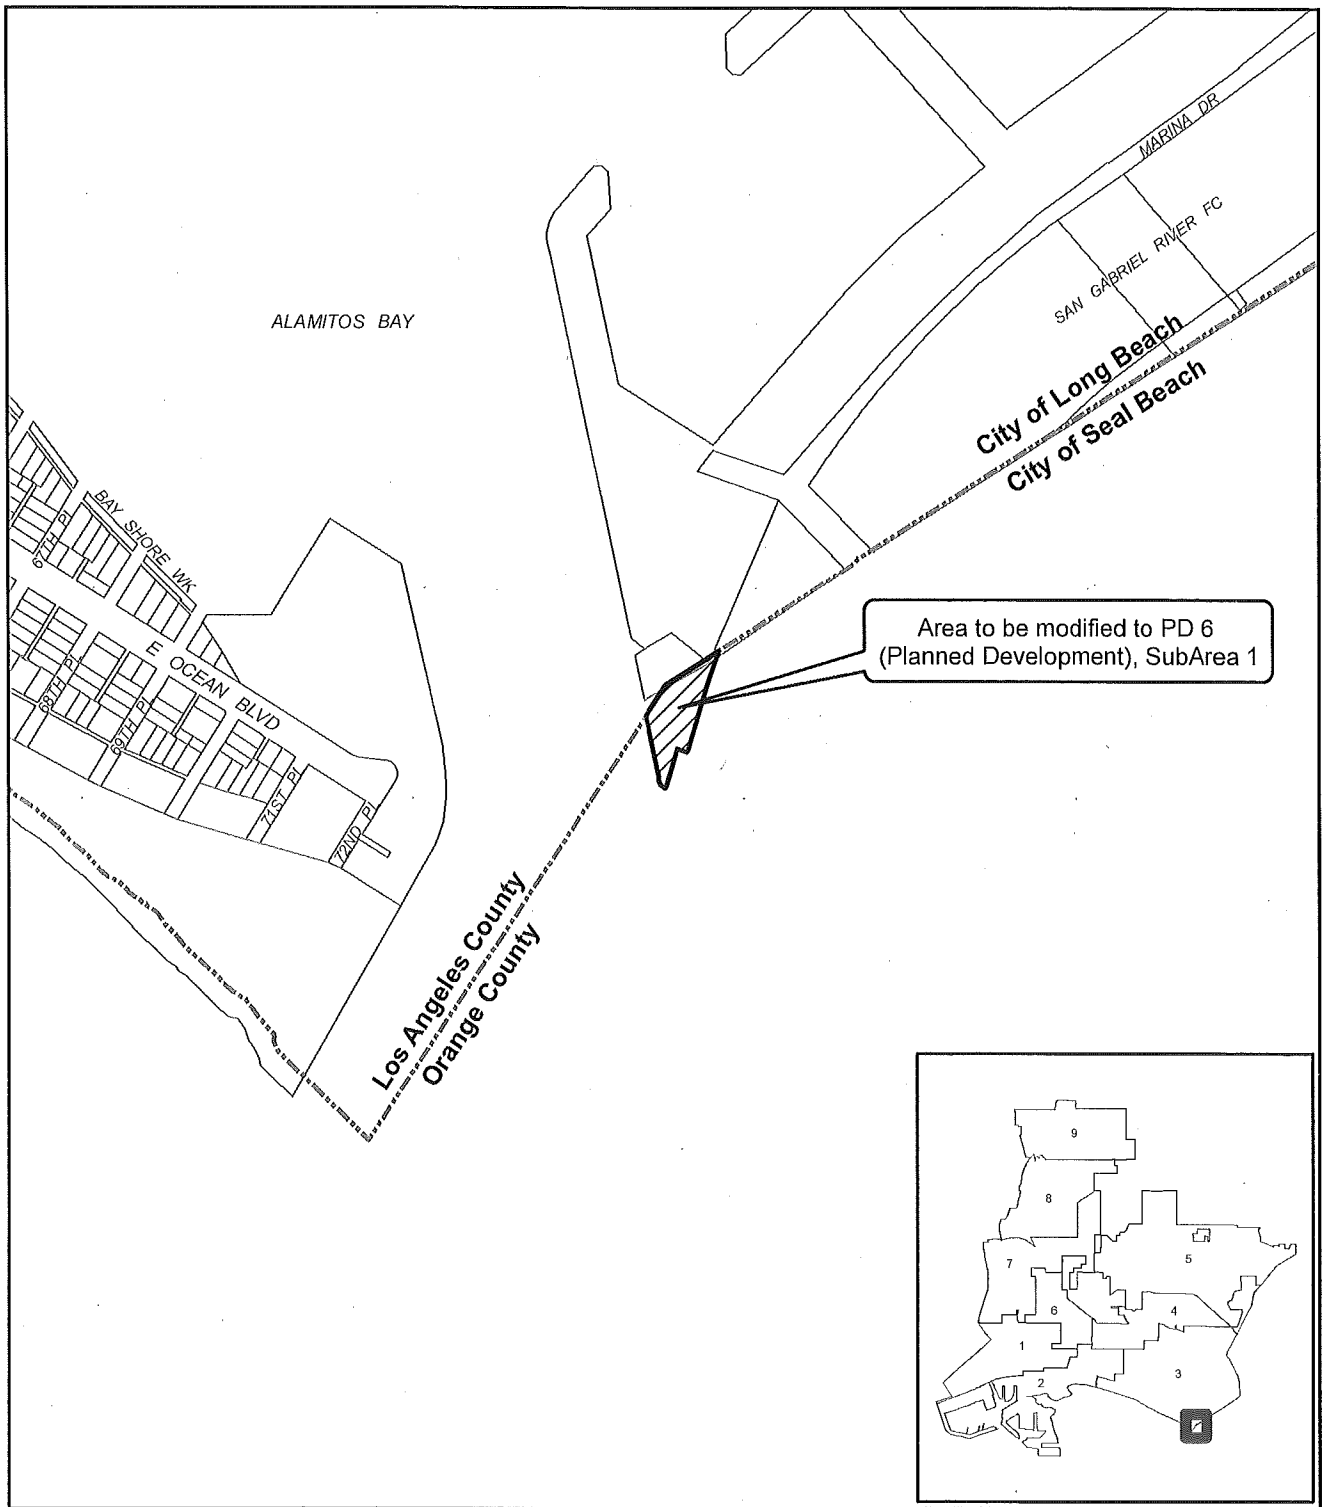 MARINA DR
SAN GABRIEL RIVER FC
ALAMITOS BAY
City of Long Beach
City of Seal Beach
BAY SHORE WK
67TH PL
Area to be modified to PD 6
(Planned Development), SubArea 1
E OCEAN BLVD
68TH PL
69TH PL
71ST PL
72ND PL
Los Angeles County
Orange County
9
8
7
5
6
4
1
3
2